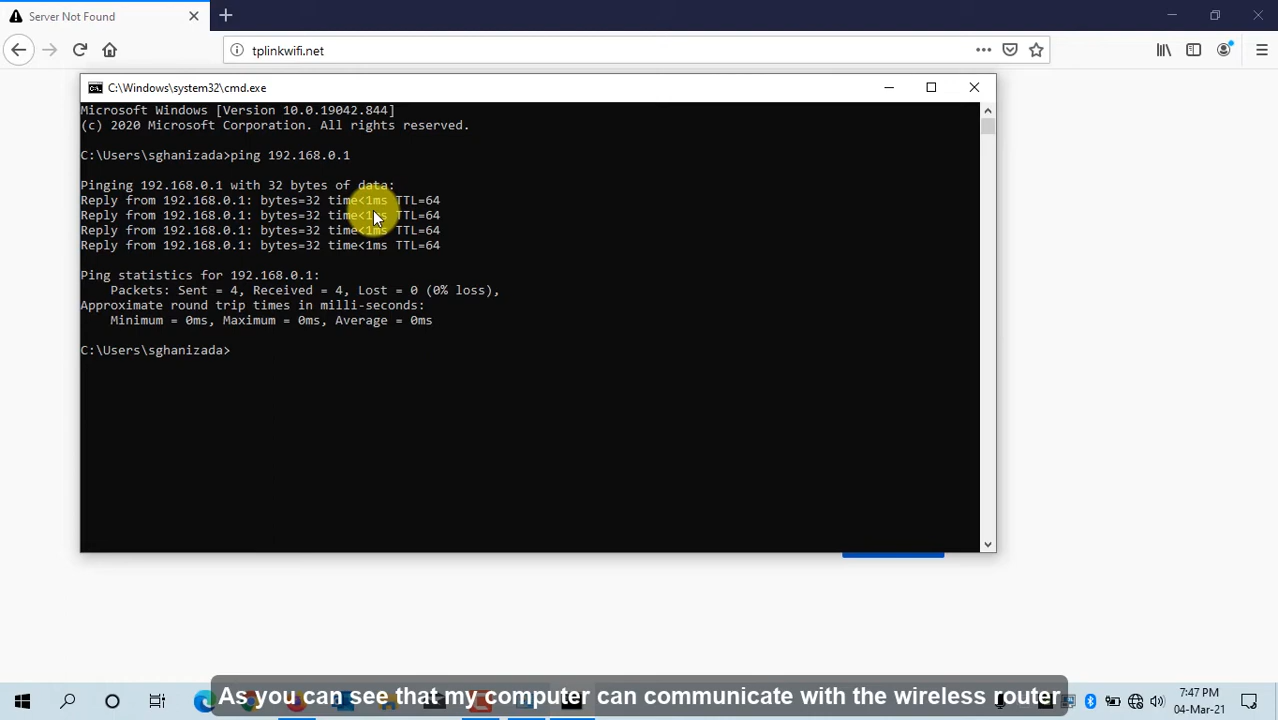 Server Not Found
tplinkwifi.net
C:\Windows\system32\cmd.exe
Microsoft Windows [Version 10.0.19042.844]
(c) 2020 Microsoft Corporation. All rights reserved.
C:\Users\sghanizada>ping 192.168.0.1
Pinging 192.168.0.1 with 32 bytes of data:
Reply from 192.168.0.1: bytes=32 time<1ms TTL=64
Reply from 192.168.0.1: bytes=32 time<1ms TTL=64
Reply from 192.168.0.1: bytes=32 time<1ms TTL=64
Reply from 192.168.0.1: bytes=32 time<1ms TTL=64
Ping statistics for 192.168.0.1:
Packets: Sent = 4, Received = 4, Lost = 0 (0% loss),
Approximate round trip times in milli-seconds:
Minimum = 0ms, Maximum = 0ms, Average = 0ms
C:\Users\sghanizada>
As you can see that my computer can communicate with the wireless router
7:47 PM
04-Mar-21